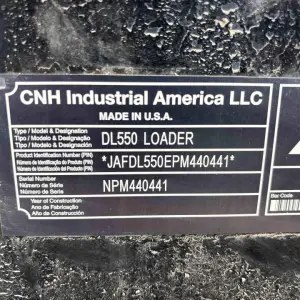 CNH Industrial America LLC
MADE IN U.S.A.
Type / Model & Designation
Tipo / Modelo & Designação
Tipo / Modelo & Designación
DL550 LOADER
Product Identification Number (PIN)
Número de Identificação do Produto (PIN)
Número de Identificación del Producto (PIN)
*JAFDL550EPM440441*
Serial Number
Número de Série
Número de Serie
NPM440441
Year of Construction
Ano de Fabricação
Año de Construcción
Bar Code